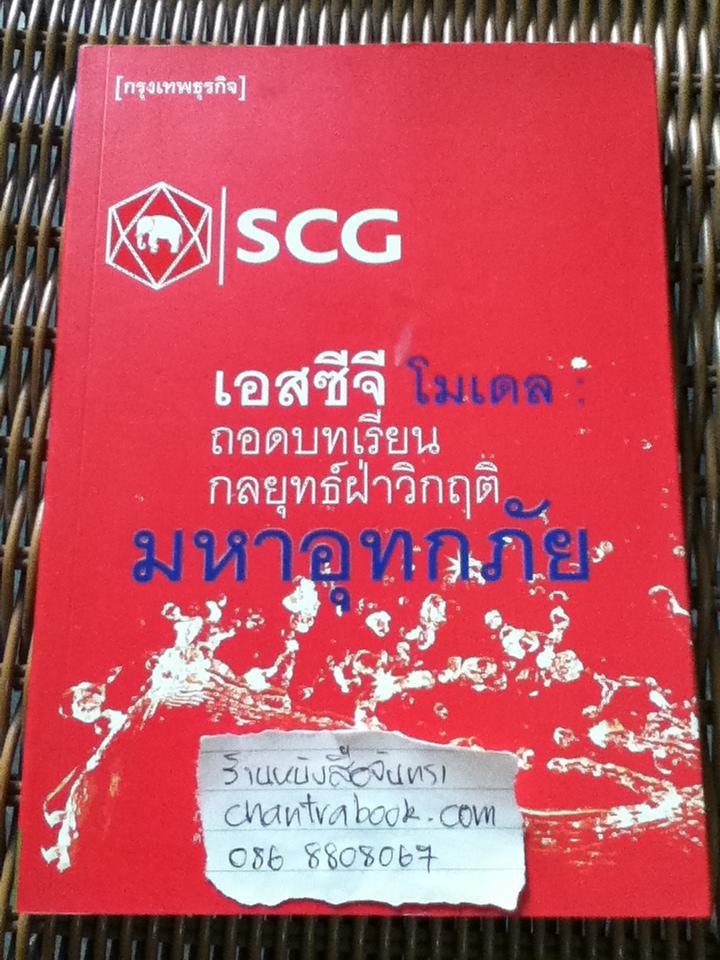 [กรุงเทพธุรกิจ]
SCG
เอสซีจี โมเดล :
ถอดบทเรียน
กลยุทธ์ฝ่าวิกฤติ
มหาอุทกภัย
ร้านหนังสือจันทรา
chantrabook.com
086 8808067